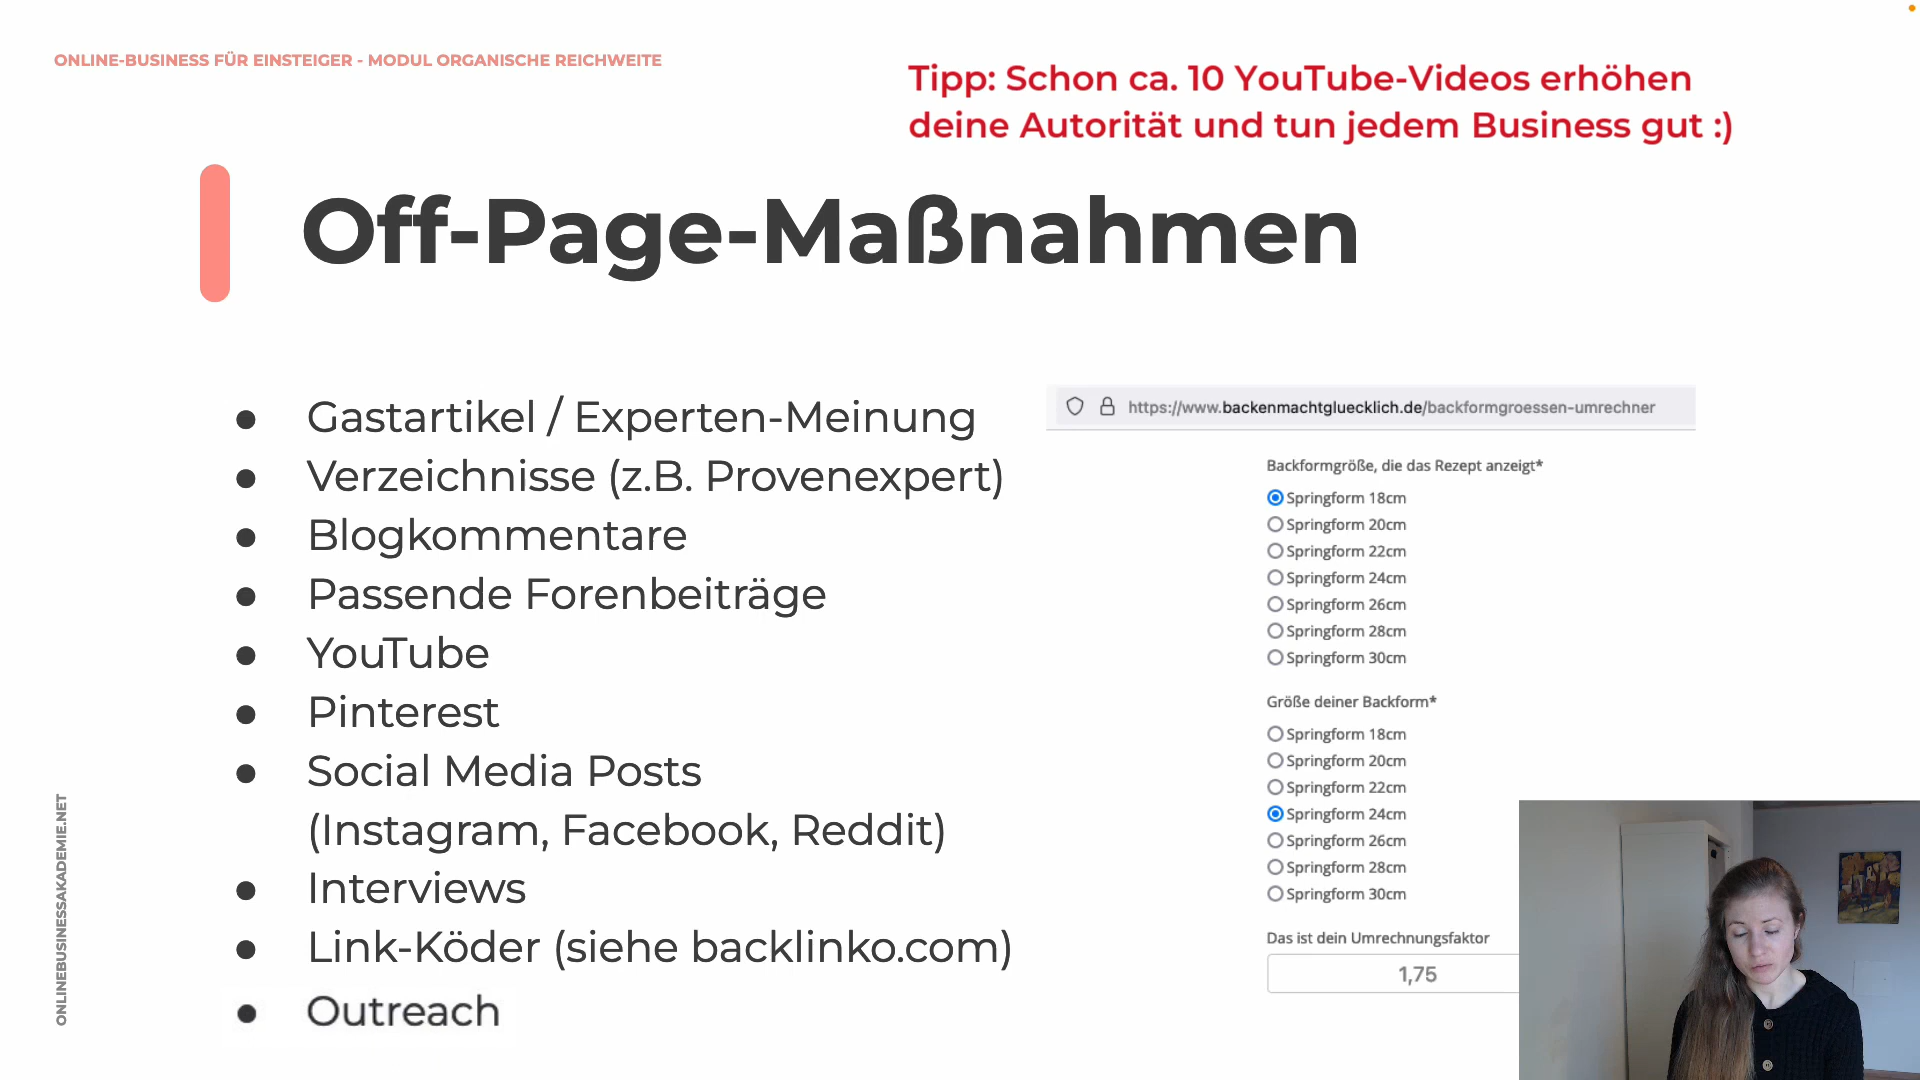 ONLINE-BUSINESS FÜR EINSTEIGER - MODUL ORGANISCHE REICHWEITE
Tipp: Schon ca. 10 YouTube-Videos erhöhen
deine Autorität und tun jedem Business gut :)
Off-Page-Maßnahmen
● Gastartikel / Experten-Meinung
● Verzeichnisse (z.B. Provenexpert)
● Blogkommentare
● Passende Forenbeiträge
● YouTube
● Pinterest
● Social Media Posts
(Instagram, Facebook, Reddit)
● Interviews
● Link-Köder (siehe backlinko.com)
● Outreach
https://www.backenmachtgluecklich.de/backformgroessen-umrechner
Backformgröße, die das Rezept anzeigt*
Springform 18cm
Springform 20cm
Springform 22cm
Springform 24cm
Springform 26cm
Springform 28cm
Springform 30cm
Größe deiner Backform*
Springform 18cm
Springform 20cm
Springform 22cm
Springform 24cm
Springform 26cm
Springform 28cm
Springform 30cm
Das ist dein Umrechnungsfaktor
1,75
ONLINEBUSINESSAKADEMIE.NET